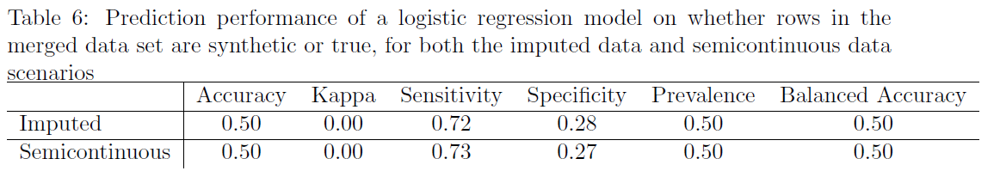 Table 6: Prediction performance of a logistic regression model on whether rows in the
merged data set are synthetic or true, for both the imputed data and semicontinuous data
scenarios
Accuracy Kappa Sensitivity Specificity Prevalence Balanced Accuracy
Imputed 0.50 0.00 0.72 0.28 0.50 0.50
Semicontinuous 0.50 0.00 0.73 0.27 0.50 0.50